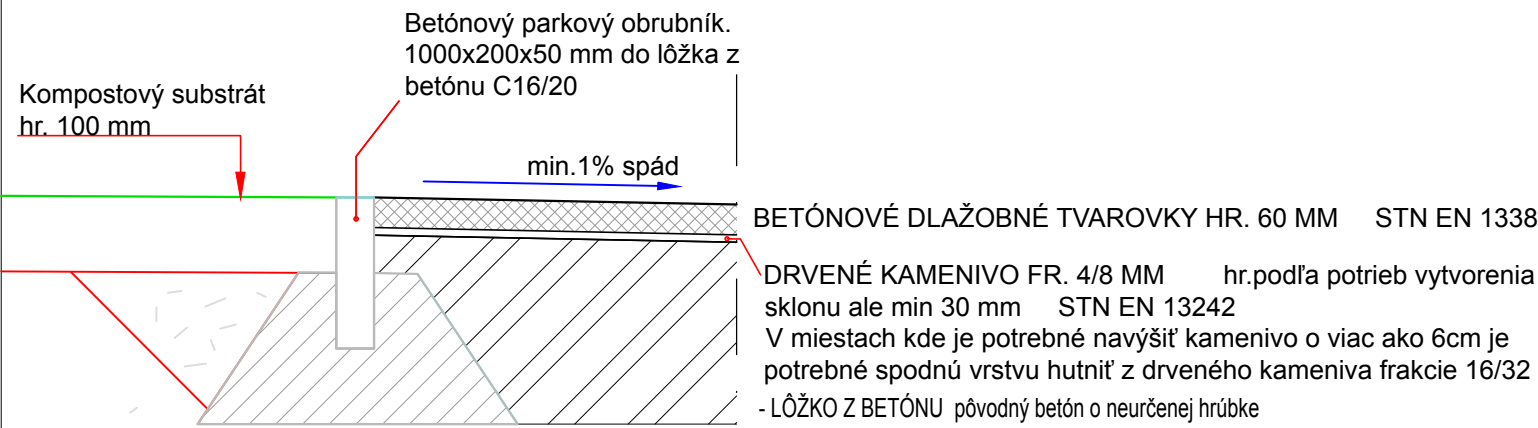 Betónový parkový obrubník.
1000x200x50 mm do lôžka z
betónu C16/20
Kompostový substrát
hr. 100 mm
min.1% spád
BETÓNOVÉ DLAŽOBNÉ TVAROVKY HR. 60 MM STN EN 1338
DRVENÉ KAMENIVO FR. 4/8 MM hr.podľa potrieb vytvorenia
sklonu ale min 30 mm STN EN 13242
V miestach kde je potrebné navýšiť kamenivo o viac ako 6cm je
potrebné spodnú vrstvu hutniť z drveného kameniva frakcie 16/32
- LÔŽKO Z BETÓNU pôvodný betón o neurčenej hrúbke